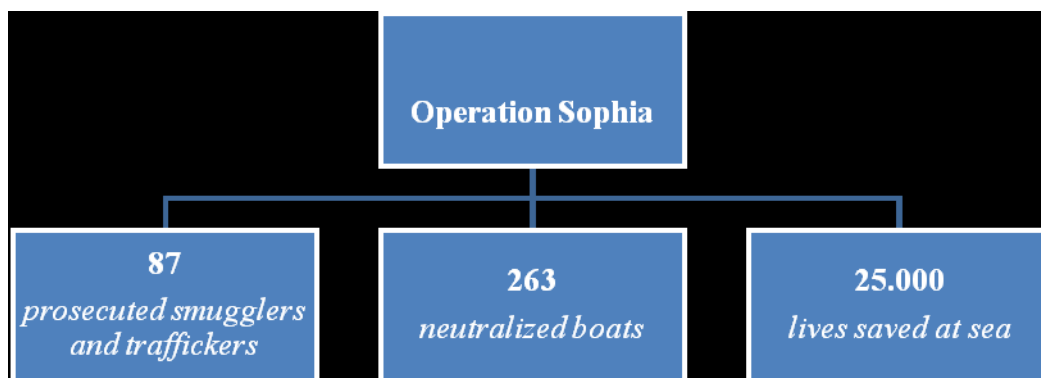 Operation Sophia
87
prosecuted smugglers
and traffickers
263
neutralized boats
25.000
lives saved at sea